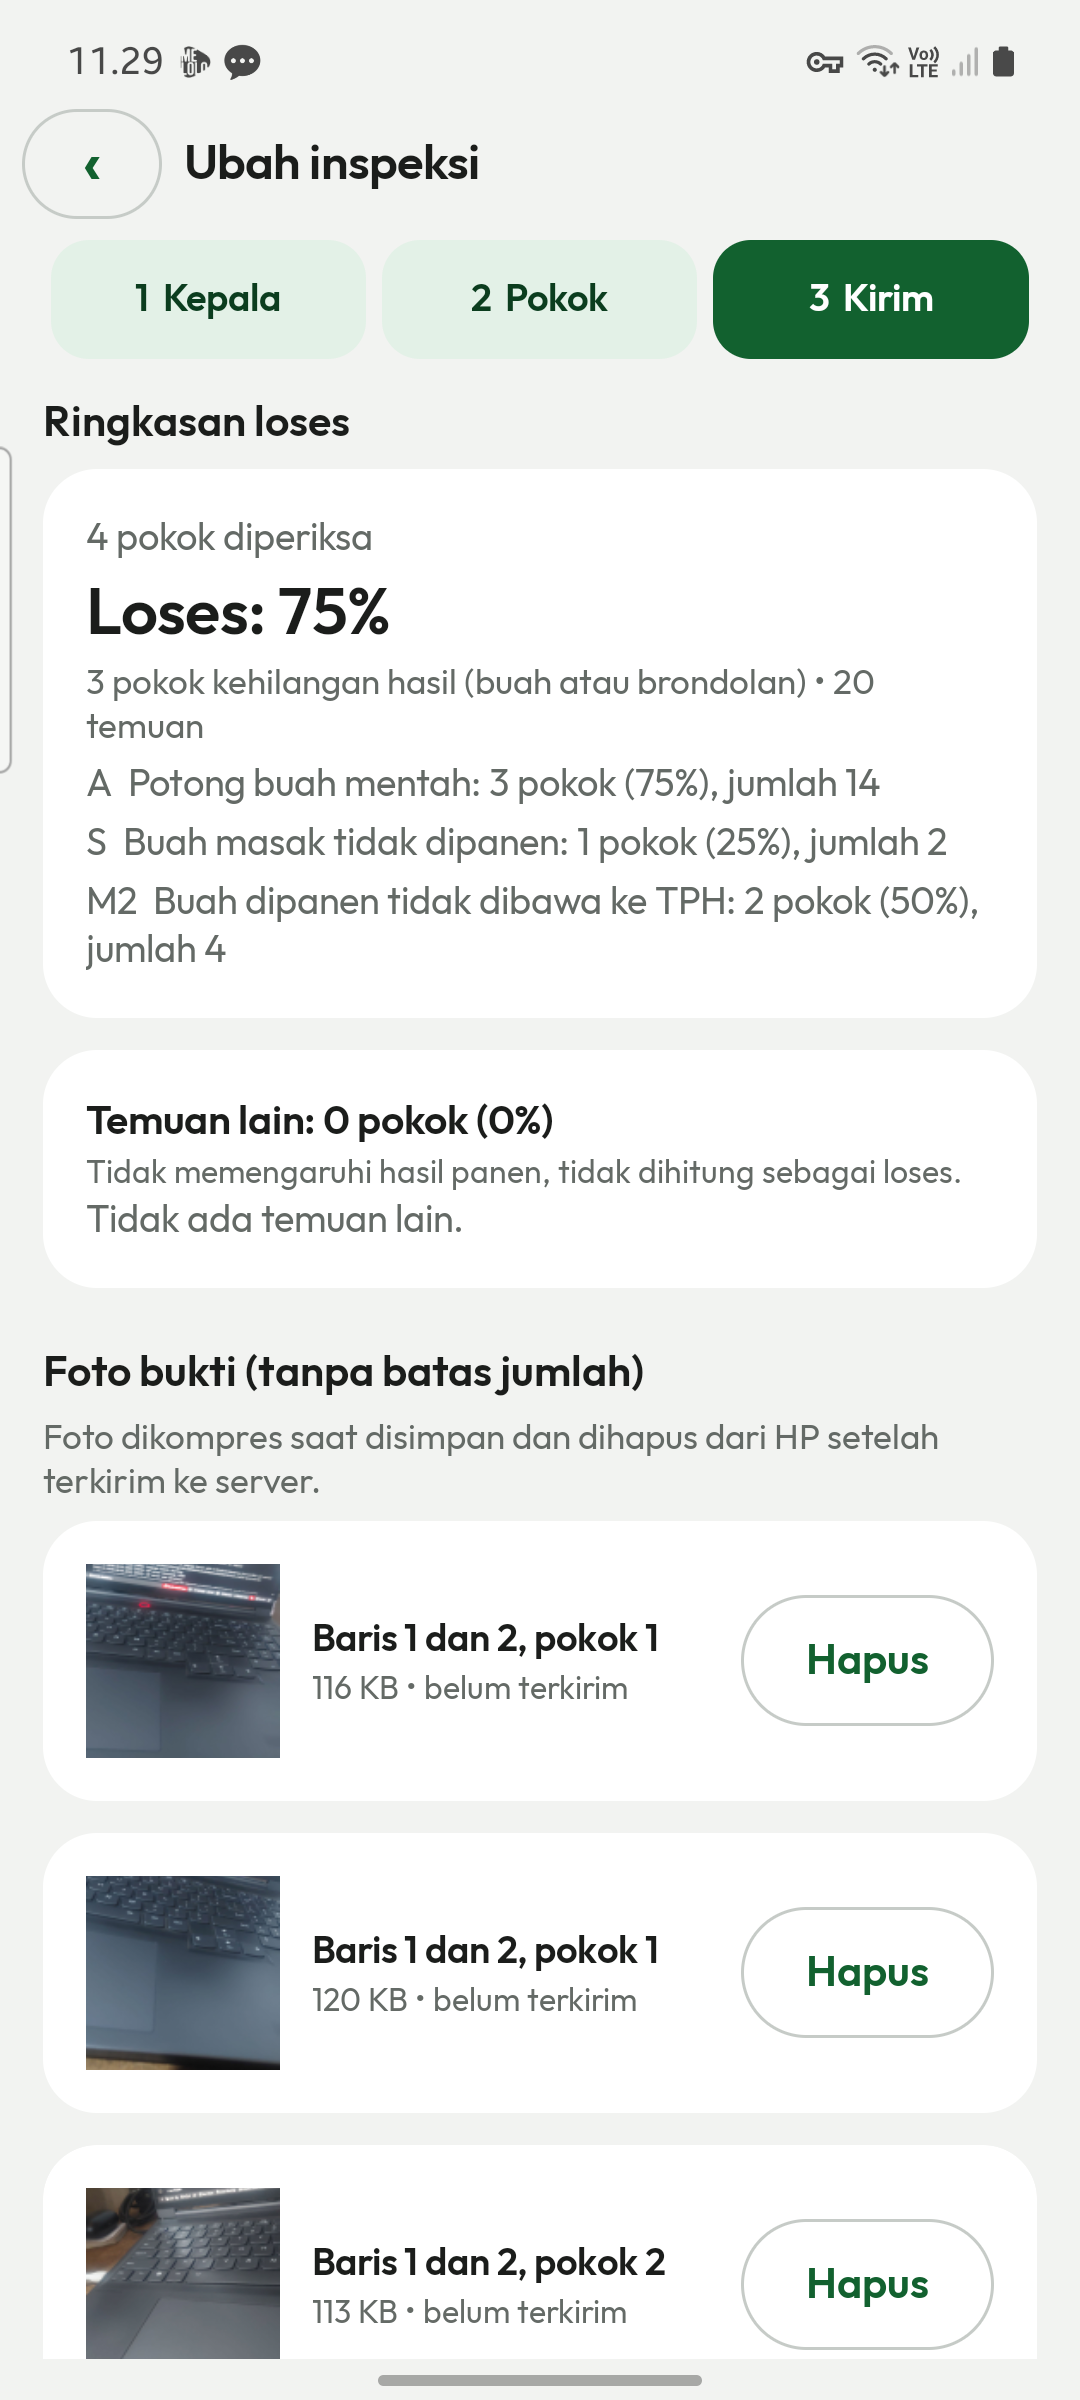 11.29
Vo)) LTE
‹ Ubah inspeksi
1 Kepala
2 Pokok
3 Kirim
Ringkasan loses
4 pokok diperiksa
Loses: 75%
3 pokok kehilangan hasil (buah atau brondolan) • 20
temuan
A Potong buah mentah: 3 pokok (75%), jumlah 14
S Buah masak tidak dipanen: 1 pokok (25%), jumlah 2
M2 Buah dipanen tidak dibawa ke TPH: 2 pokok (50%),
jumlah 4
Temuan lain: 0 pokok (0%)
Tidak memengaruhi hasil panen, tidak dihitung sebagai loses.
Tidak ada temuan lain.
Foto bukti (tanpa batas jumlah)
Foto dikompres saat disimpan dan dihapus dari HP setelah
terkirim ke server.
Baris 1 dan 2, pokok 1
116 KB • belum terkirim
Hapus
Baris 1 dan 2, pokok 1
120 KB • belum terkirim
Hapus
Baris 1 dan 2, pokok 2
113 KB • belum terkirim
Hapus